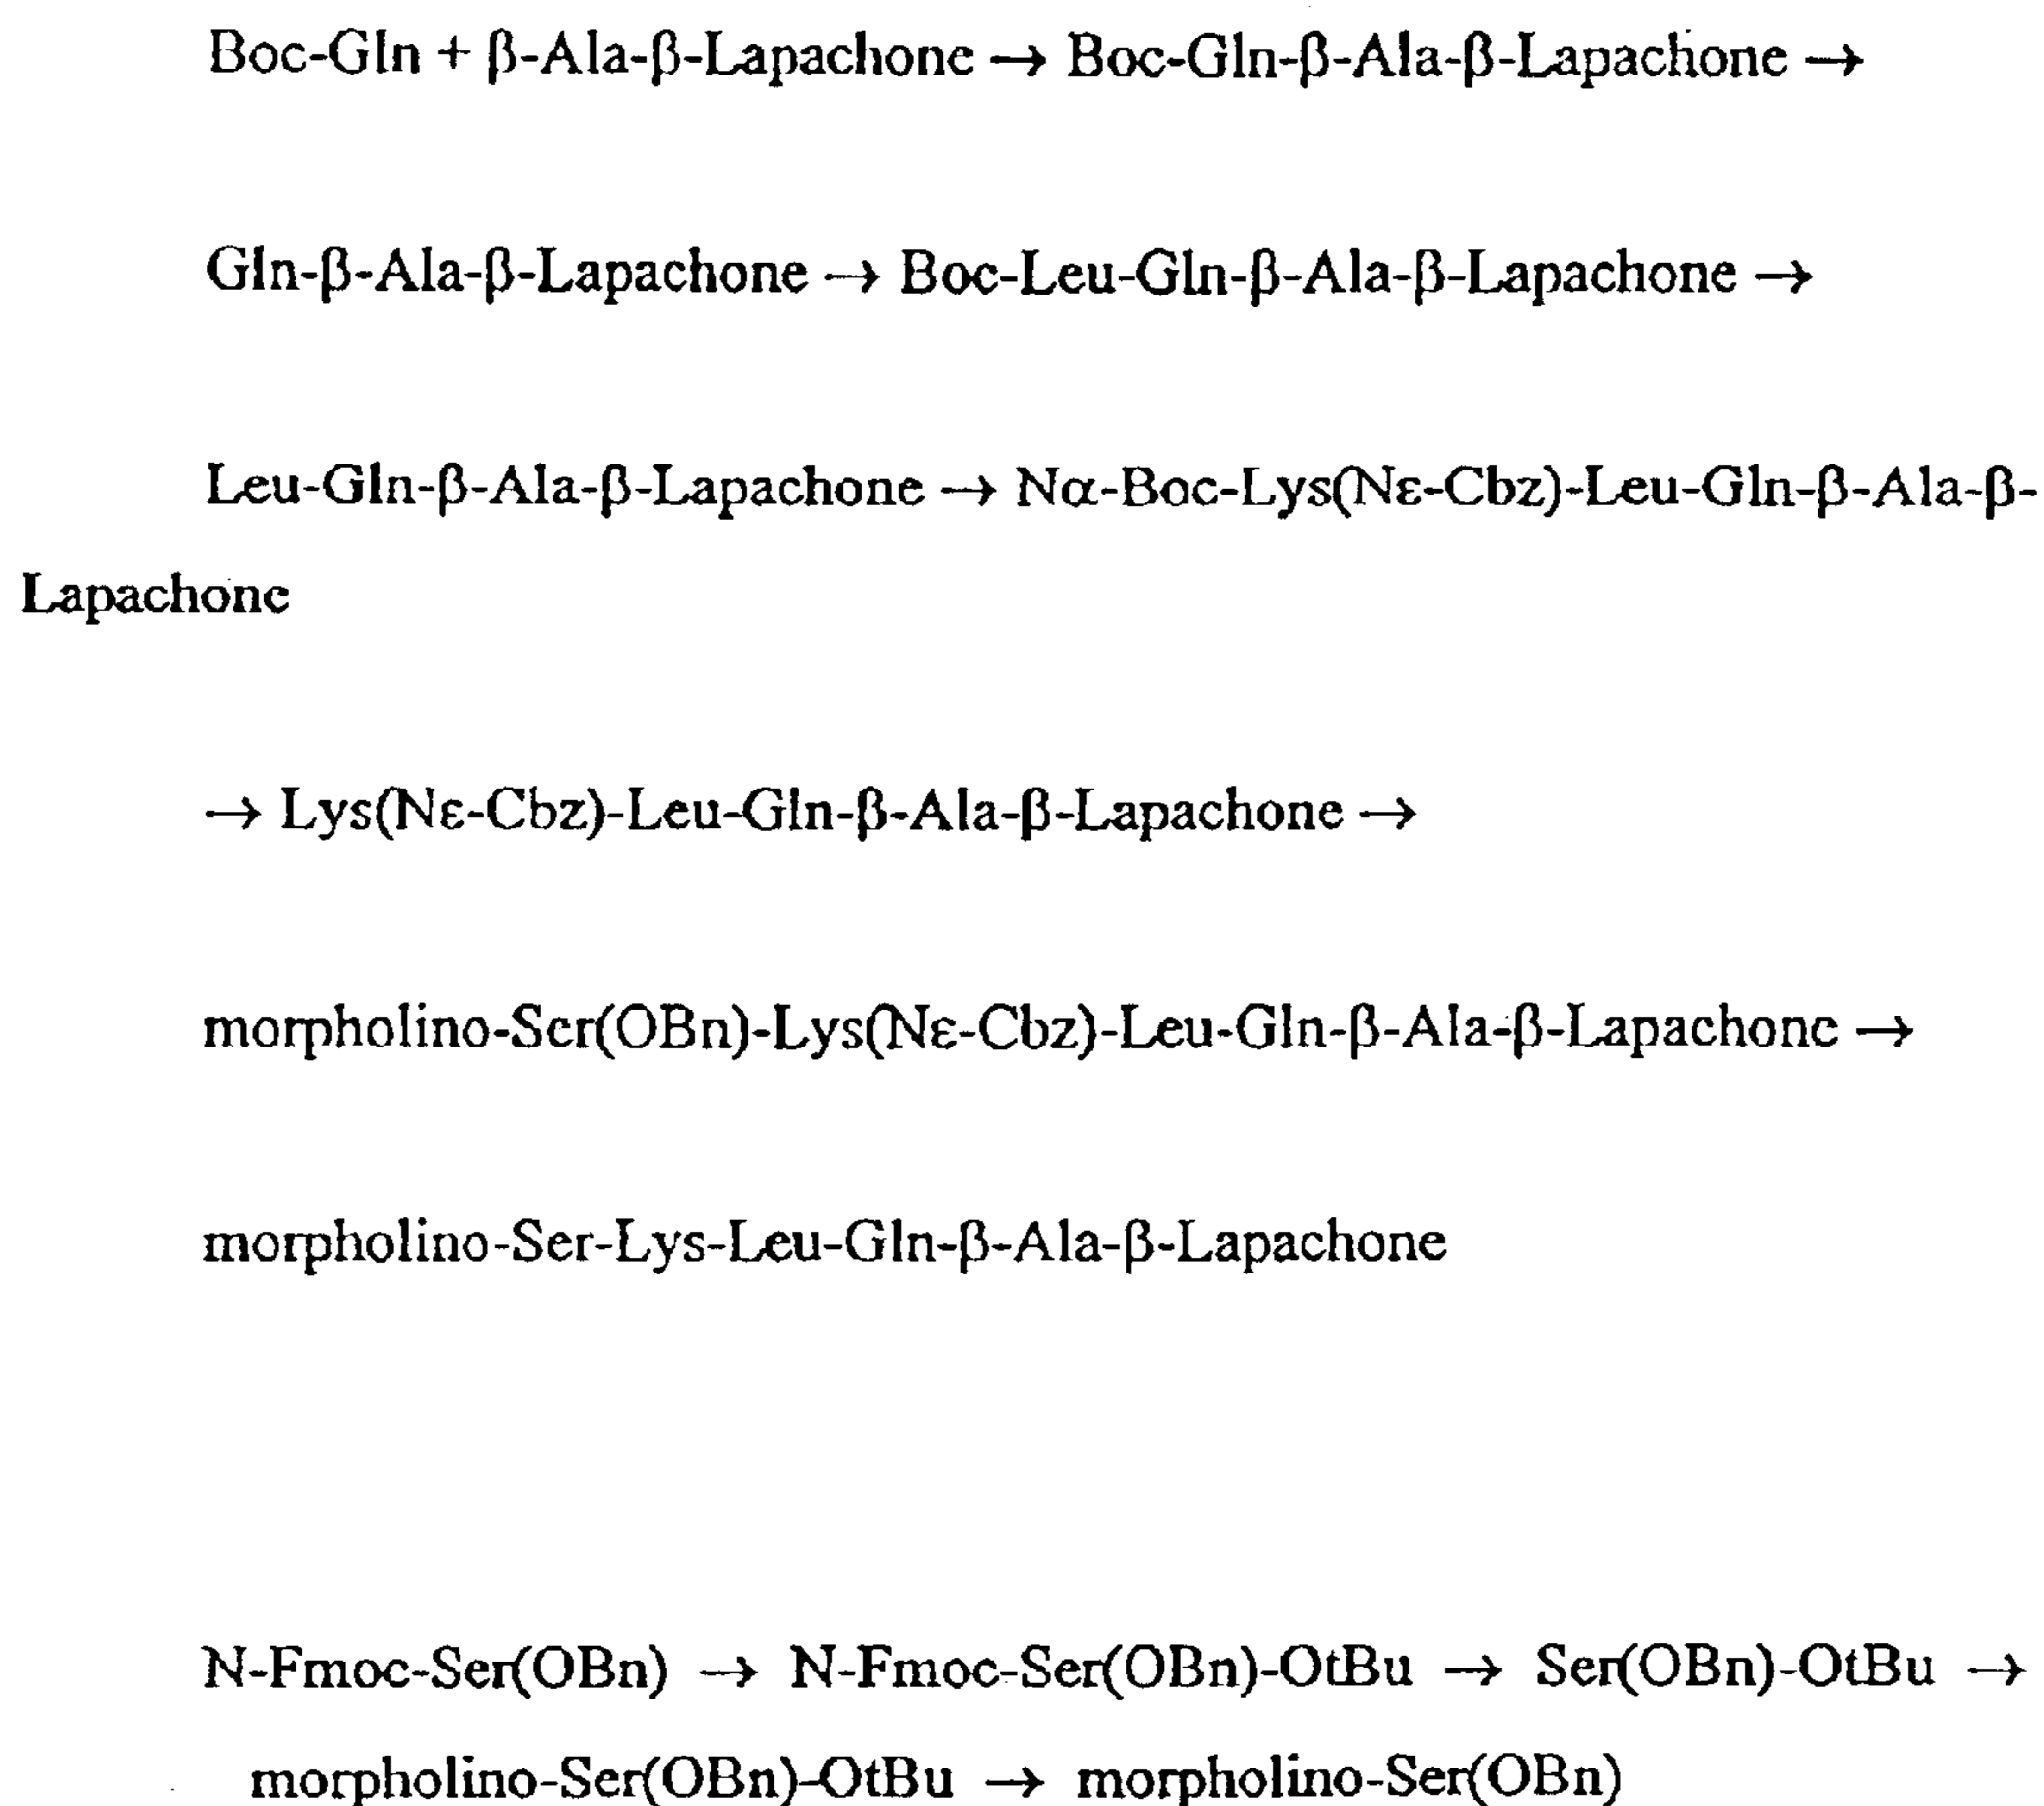 Boc-Gln + β-Ala-β-Lapachone → Boc-Gln-β-Ala-β-Lapachone →
Gln-β-Ala-β-Lapachone → Boc-Leu-Gln-β-Ala-β-Lapachone →
Leu-Gln-β-Ala-β-Lapachone → Nα-Boc-Lys(Nε-Cbz)-Leu-Gln-β-Ala-β-
Lapachone
→ Lys(Nε-Cbz)-Leu-Gln-β-Ala-β-Lapachone →
morpholino-Ser(OBn)-Lys(Nε-Cbz)-Leu-Gln-β-Ala-β-Lapachone →
morpholino-Ser-Lys-Leu-Gln-β-Ala-β-Lapachone
N-Fmoc-Ser(OBn) → N-Fmoc-Ser(OBn)-OtBu → Ser(OBn)-OtBu →
morpholino-Ser(OBn)-OtBu → morpholino-Ser(OBn)